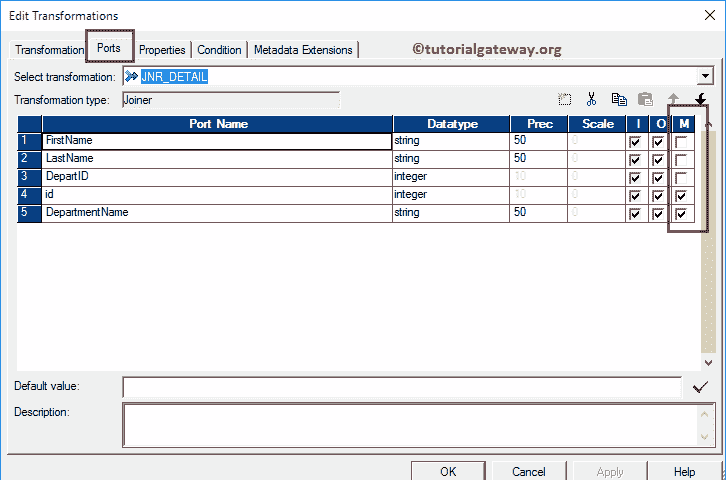 Edit Transformations
Transformation Ports Properties Condition Metadata Extensions ©tutorialgateway.org
Select transformation: JNR_DETAIL
Transformation type: Joiner
Port Name Datatype Prec Scale I O M
1 FirstName string 50 0
2 LastName string 50 0
3 DepartID integer 10 0
4 id integer 10 0
5 DepartmentName string 50 0
Default value:
Description:
OK Cancel Apply Help